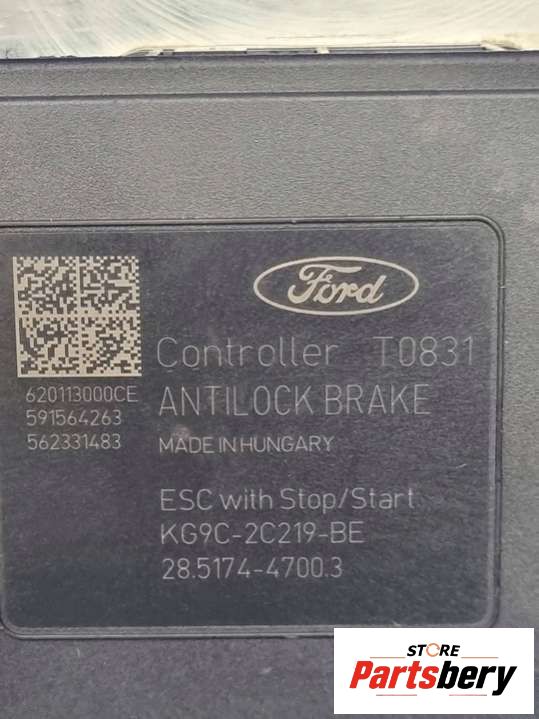 Ford
Controller T0831
ANTILOCK BRAKE
MADE IN HUNGARY
620113000CE
591564263
562331483
ESC with Stop/Start
KG9C-2C219-BE
28.5174-4700.3
STORE
Partsbery